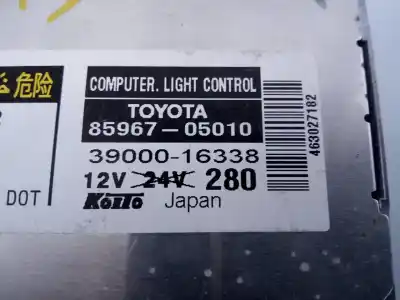 危险
COMPUTER. LIGHT CONTROL
TOYOTA
85967-05010
39000-16338
12V 24V 280
DOT
KOITO Japan
463027182